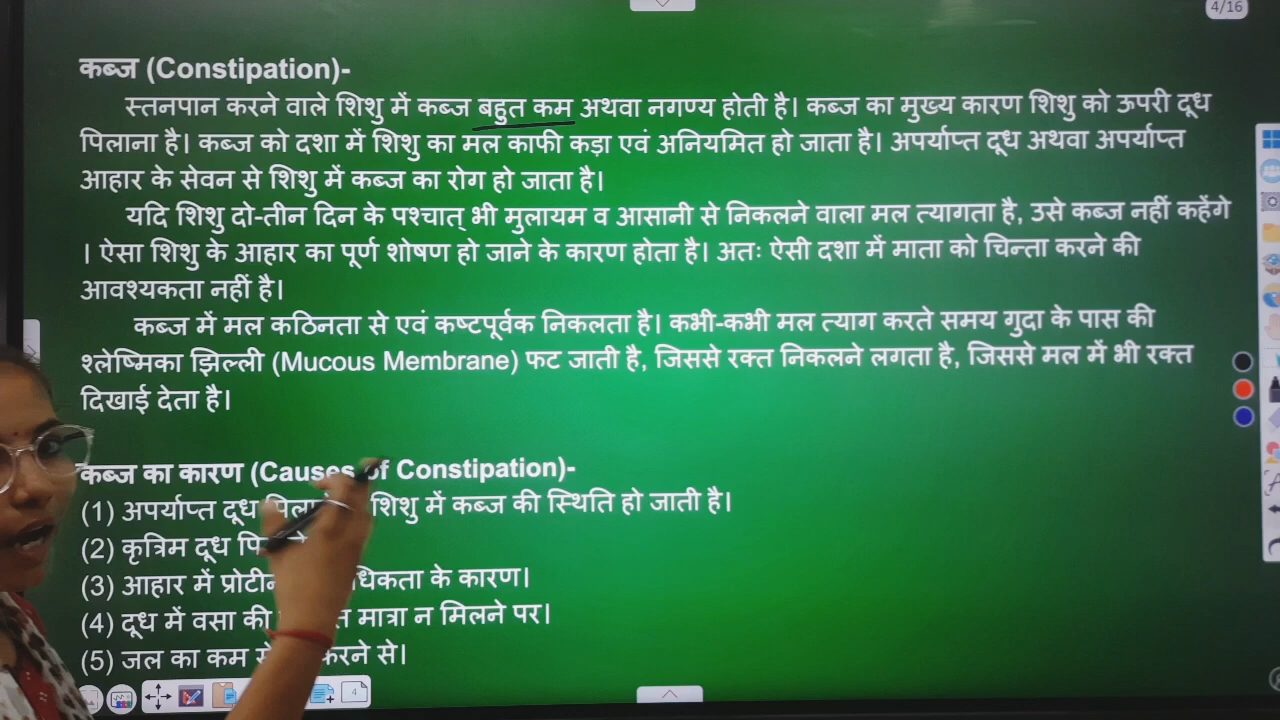 4/16
कब्ज (Constipation)-
स्तनपान करने वाले शिशु में कब्ज बहुत कम अथवा नगण्य होती है। कब्ज का मुख्य कारण शिशु को ऊपरी दूध
पिलाना है। कब्ज को दशा में शिशु का मल काफी कड़ा एवं अनियमित हो जाता है। अपर्याप्त दूध अथवा अपर्याप्त
आहार के सेवन से शिशु में कब्ज का रोग हो जाता है।
यदि शिशु दो-तीन दिन के पश्चात् भी मुलायम व आसानी से निकलने वाला मल त्यागता है, उसे कब्ज नहीं कहेंगे
। ऐसा शिशु के आहार का पूर्ण शोषण हो जाने के कारण होता है। अतः ऐसी दशा में माता को चिन्ता करने की
आवश्यकता नहीं है।
कब्ज में मल कठिनता से एवं कष्टपूर्वक निकलता है। कभी-कभी मल त्याग करते समय गुदा के पास की
श्लेष्मिका झिल्ली (Mucous Membrane) फट जाती है, जिससे रक्त निकलने लगता है, जिससे मल में भी रक्त
दिखाई देता है।
कब्ज का कारण (Causes of Constipation)-
(1) अपर्याप्त दूध शिशु में कब्ज की स्थिति हो जाती है।
(2) कृत्रिम दूध
(3) आहार में के कारण।
(4) दूध में वसा की मात्रा न मिलने पर।
(5) जल का कम करने से।
4